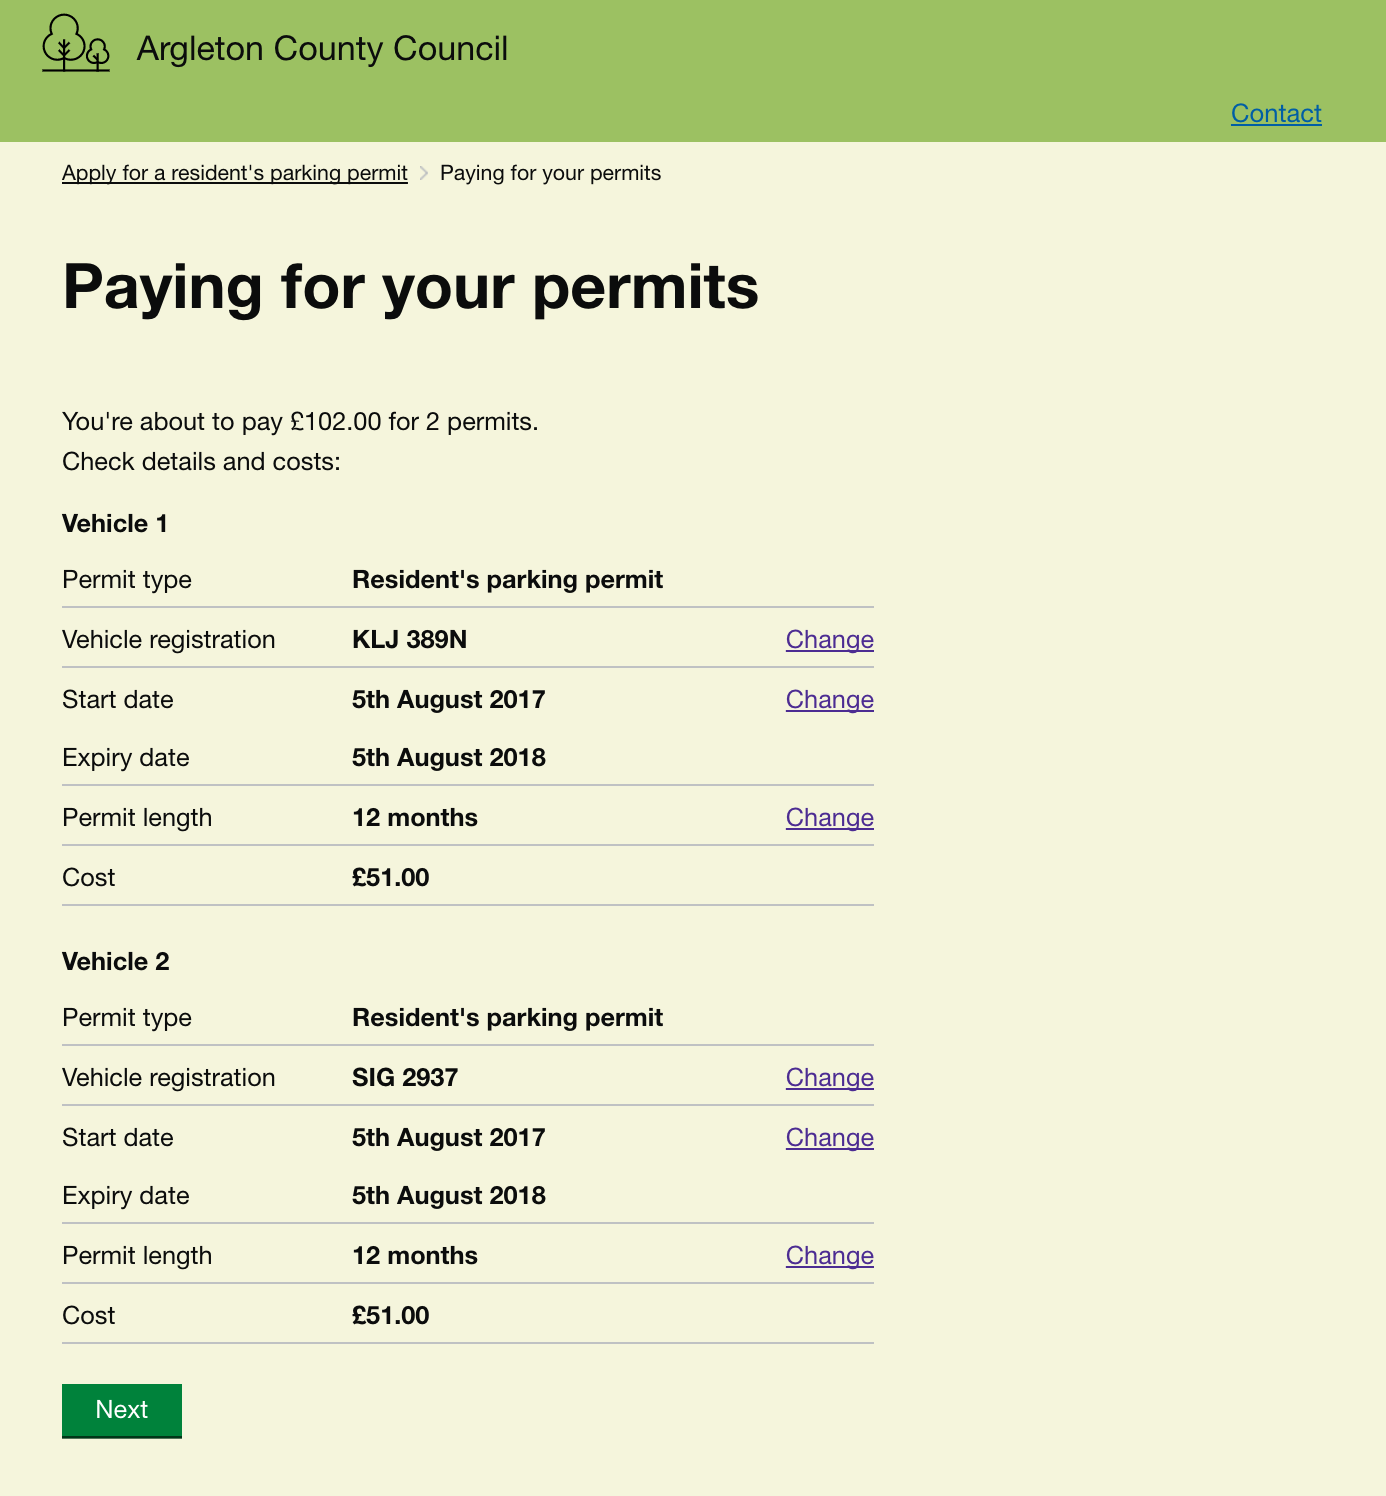 Argleton County Council
Contact
Apply for a resident's parking permit > Paying for your permits
Paying for your permits
You're about to pay £102.00 for 2 permits.
Check details and costs:
Vehicle 1
Permit type Resident's parking permit
Vehicle registration KLJ 389N Change
Start date 5th August 2017 Change
Expiry date 5th August 2018
Permit length 12 months Change
Cost £51.00
Vehicle 2
Permit type Resident's parking permit
Vehicle registration SIG 2937 Change
Start date 5th August 2017 Change
Expiry date 5th August 2018
Permit length 12 months Change
Cost £51.00
Next